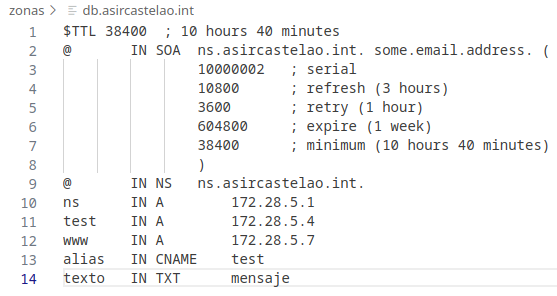 zonas > db.asircastelao.int
1 $TTL 38400 ; 10 hours 40 minutes
2 @ IN SOA ns.asircastelao.int. some.email.address. (
3 10000002 ; serial
4 10800 ; refresh (3 hours)
5 3600 ; retry (1 hour)
6 604800 ; expire (1 week)
7 38400 ; minimum (10 hours 40 minutes)
8 )
9 @ IN NS ns.asircastelao.int.
10 ns IN A 172.28.5.1
11 test IN A 172.28.5.4
12 www IN A 172.28.5.7
13 alias IN CNAME test
14 texto IN TXT mensaje